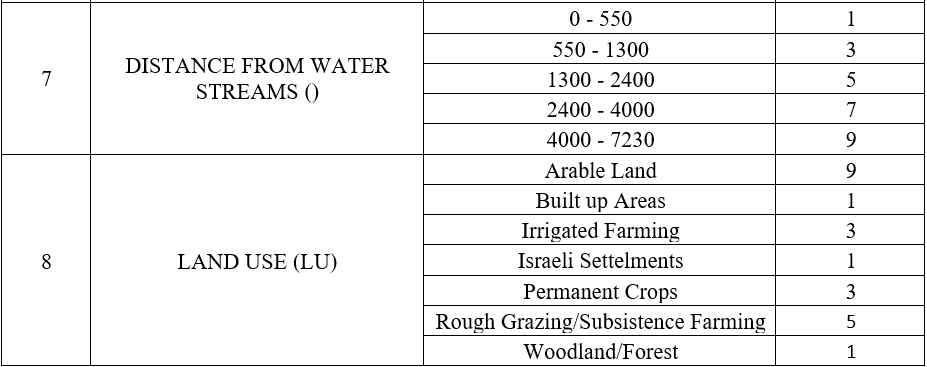 7
DISTANCE FROM WATER
STREAMS ()
0 - 550 1
550 - 1300 3
1300 - 2400 5
2400 - 4000 7
4000 - 7230 9
8
LAND USE (LU)
Arable Land 9
Built up Areas 1
Irrigated Farming 3
Israeli Settelments 1
Permanent Crops 3
Rough Grazing/Subsistence Farming 5
Woodland/Forest 1